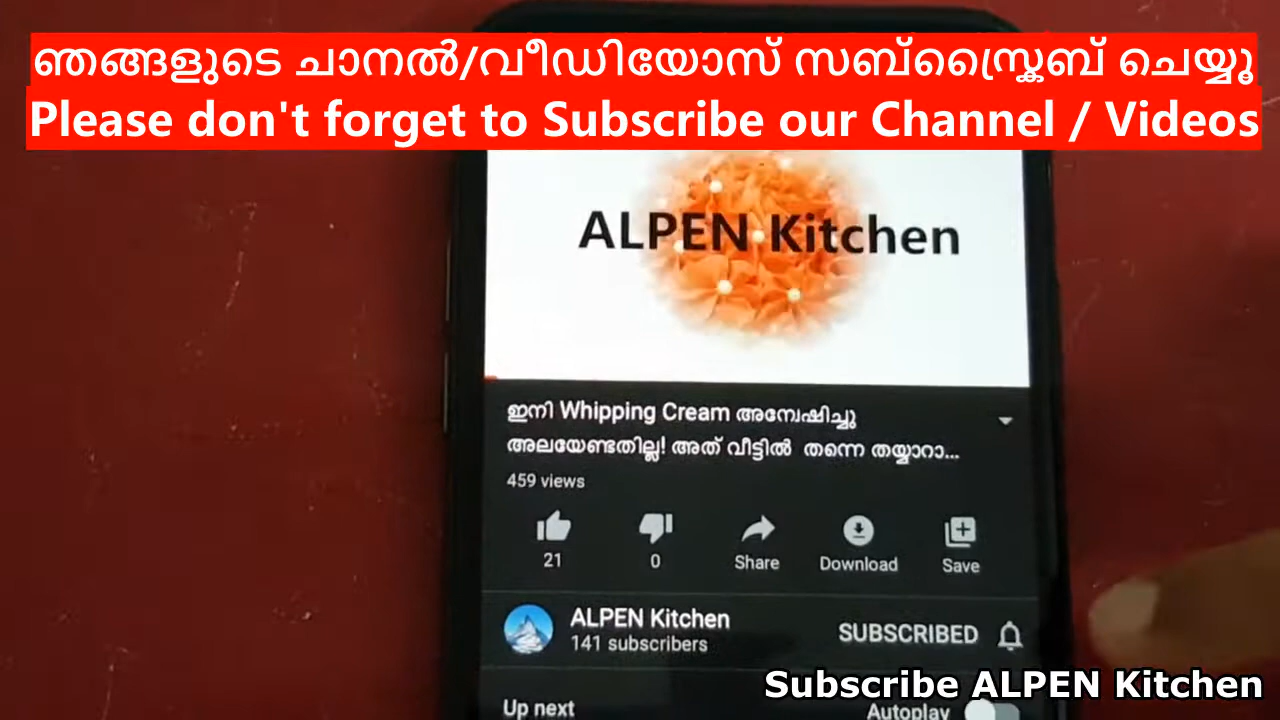 ഞങ്ങളുടെ ചാനൽ/വീഡിയോസ് സബ്സ്ക്രൈബ് ചെയ്യൂ
Please don't forget to Subscribe our Channel / Videos
ALPEN Kitchen
ഇനി Whipping Cream അന്വേഷിച്ചു
അലയേണ്ടതില്ല! അത് വീട്ടിൽ തന്നെ തയ്യാറാ...
459 views
21
0
Share
Download
Save
ALPEN Kitchen
141 subscribers
SUBSCRIBED
Subscribe ALPEN Kitchen
Up next
Autoplay